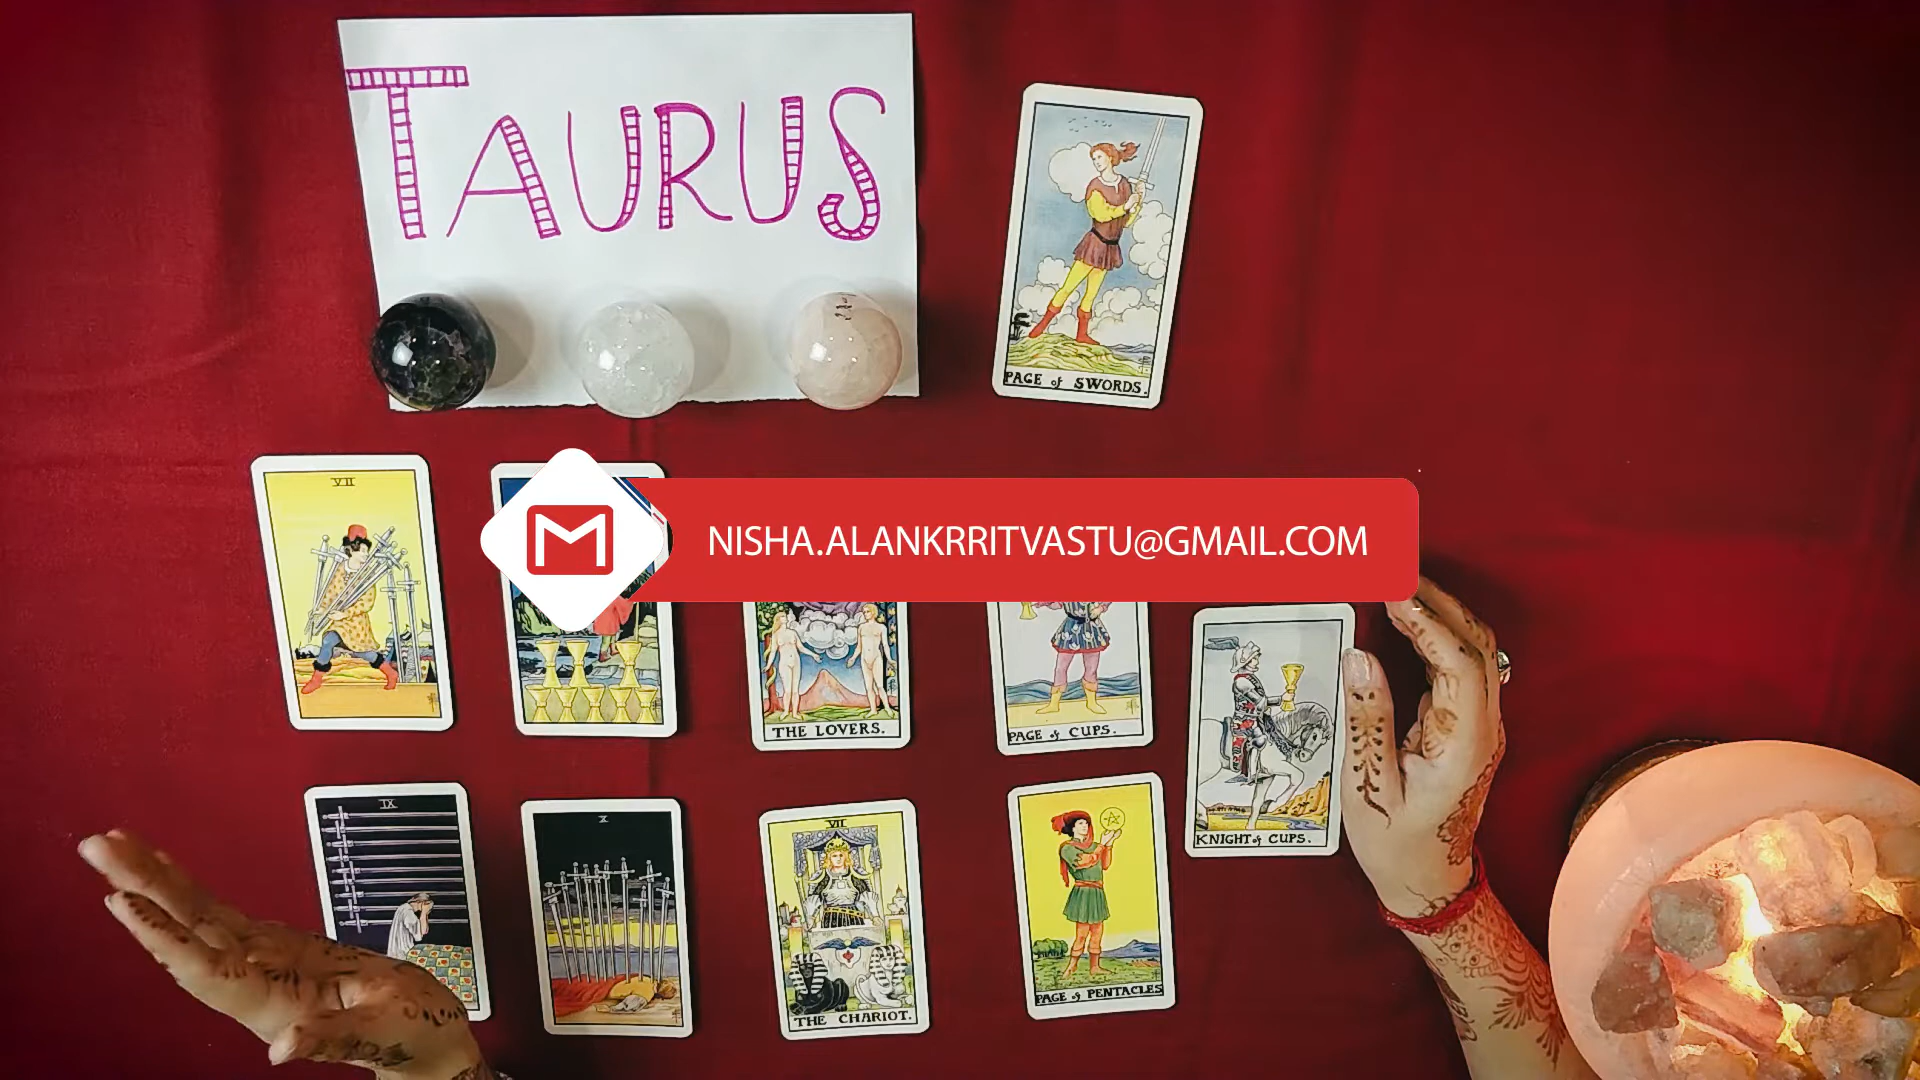 TAURUS
PAGE of SWORDS.
VII
NISHA.ALANKRRITVASTU@GMAIL.COM
THE LOVERS.
PAGE of CUPS.
KNIGHT of CUPS.
IX
X
VII
THE CHARIOT.
PAGE of PENTACLES